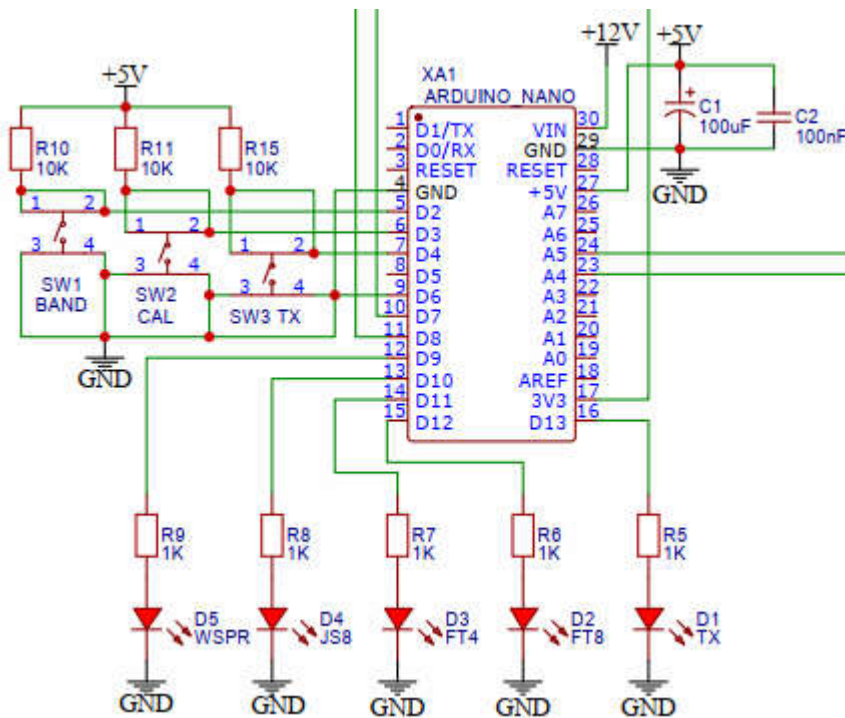 +12V
+5V
XA1
ARDUINO_NANO
+5V
C1
100uF
C2
100nF
R10
10K
R11
10K
R15
10K
GND
1 D1/TX VIN 30
2 D0/RX GND 29
3 RESET RESET 28
4 GND +5V 27
5 D2 A7 26
6 D3 A6 25
7 D4 A5 24
8 D5 A4 23
9 D6 A3 22
10 D7 A2 21
11 D8 A1 20
12 D9 A0 19
13 D10 AREF 18
14 D11 3V3 17
15 D12 D13 16
1 2
3 4
SW1
BAND
1 2
3 4
SW2
CAL
1 2
3 4
SW3 TX
GND
R9
1K
R8
1K
R7
1K
R6
1K
R5
1K
D5
WSPR
D4
JS8
D3
FT4
D2
FT8
D1
TX
GND
GND
GND
GND
GND